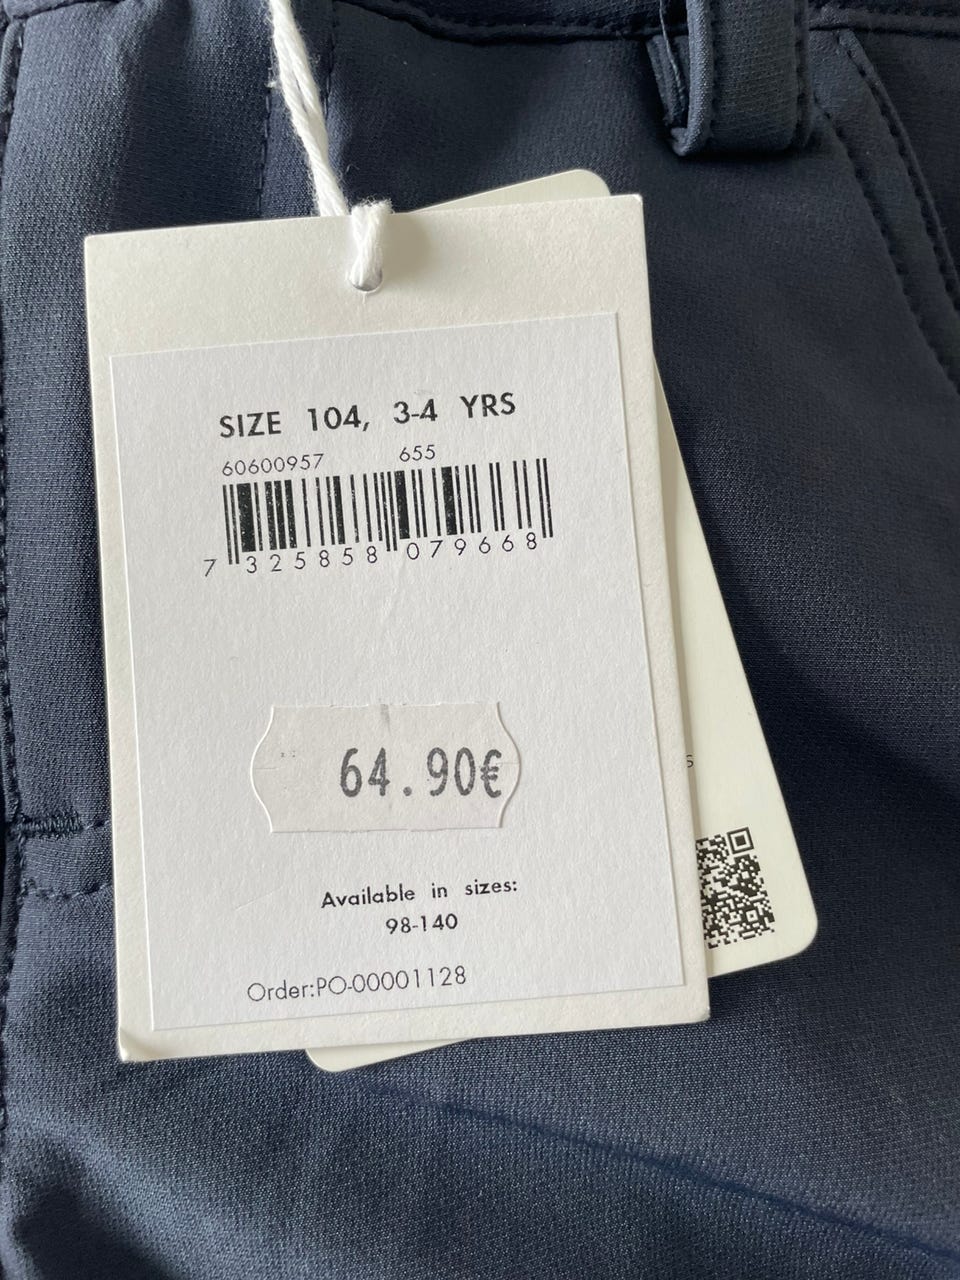 SIZE 104, 3-4 YRS
60600957 655
7 325858 079668
64.90€
Available in sizes:
98-140
Order:PO-00001128
s